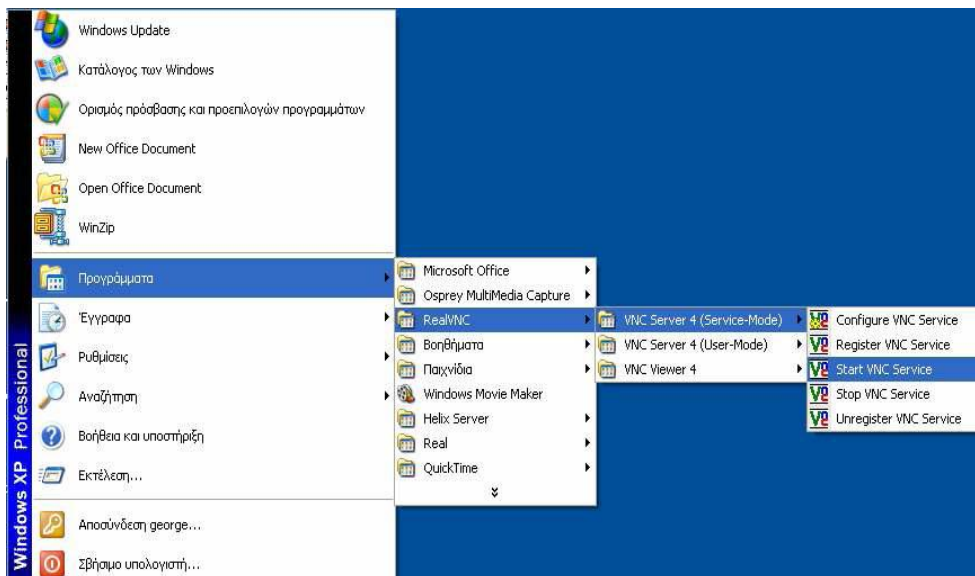 Windows Update
Κατάλογος των Windows
Ορισμός πρόσβασης και προεπιλογών προγραμμάτων
New Office Document
Open Office Document
WinZip
Προγράμματα
Έγγραφα
Ρυθμίσεις
Αναζήτηση
Βοήθεια και υποστήριξη
Εκτέλεση...
Αποσύνδεση george...
Σβήσιμο υπολογιστή...
Windows XP Professional
Microsoft Office
Osprey MultiMedia Capture
RealVNC
Βοηθήματα
Παιχνίδια
Windows Movie Maker
Helix Server
Real
QuickTime
VNC Server 4 (Service-Mode)
VNC Server 4 (User-Mode)
VNC Viewer 4
Configure VNC Service
Register VNC Service
Start VNC Service
Stop VNC Service
Unregister VNC Service